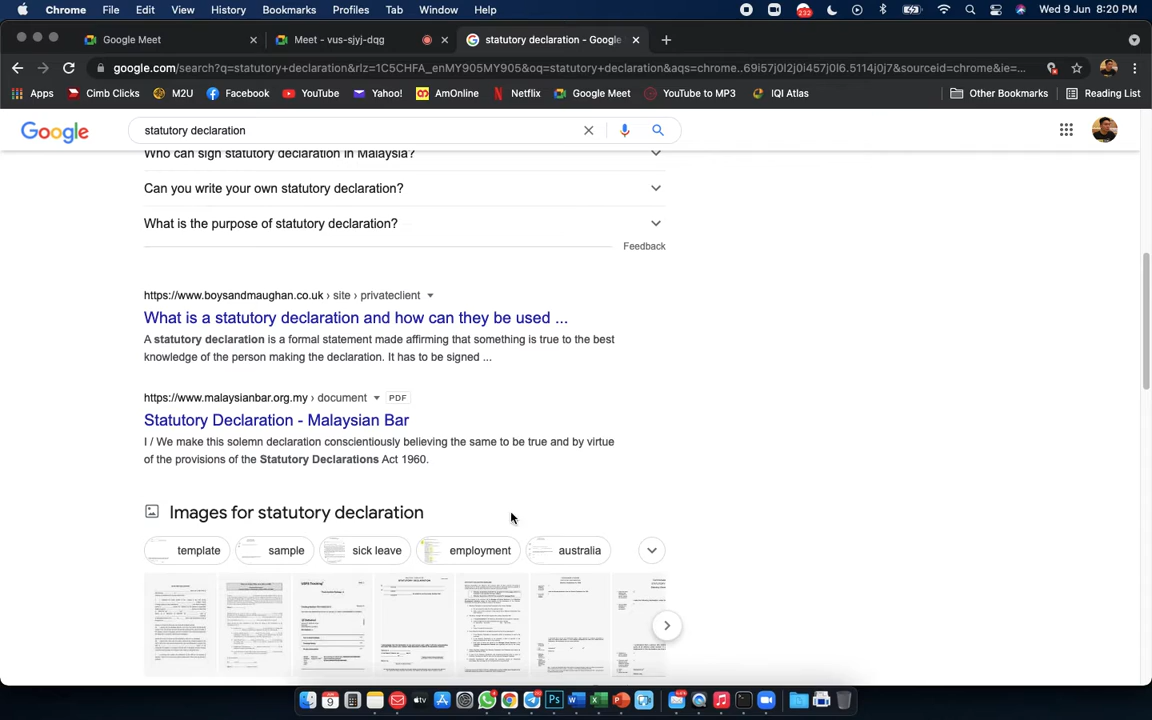 Chrome File Edit View History Bookmarks Profiles Tab Window Help 232 Wed 9 Jun 8:20 PM
Google Meet Meet - vus-sjyj-dqg statutory declaration - Google
google.com/search?q=statutory+declaration&rlz=1C5CHFA_enMY905MY905&oq=statutory+declaration&aqs=chrome..69i57j0l2j0i457j0l6.5114j0j7&sourceid=chrome&ie=...
Apps Cimb Clicks M2U Facebook YouTube Yahoo! AmOnline Netflix Google Meet YouTube to MP3 IQI Atlas Other Bookmarks Reading List
Google statutory declaration
Who can sign statutory declaration in Malaysia?
Can you write your own statutory declaration?
What is the purpose of statutory declaration?
Feedback
https://www.boysandmaughan.co.uk › site › privateclient
What is a statutory declaration and how can they be used ...
A statutory declaration is a formal statement made affirming that something is true to the best
knowledge of the person making the declaration. It has to be signed ...
https://www.malaysianbar.org.my › document PDF
Statutory Declaration - Malaysian Bar
I / We make this solemn declaration conscientiously believing the same to be true and by virtue
of the provisions of the Statutory Declarations Act 1960.
Images for statutory declaration
template sample sick leave employment australia